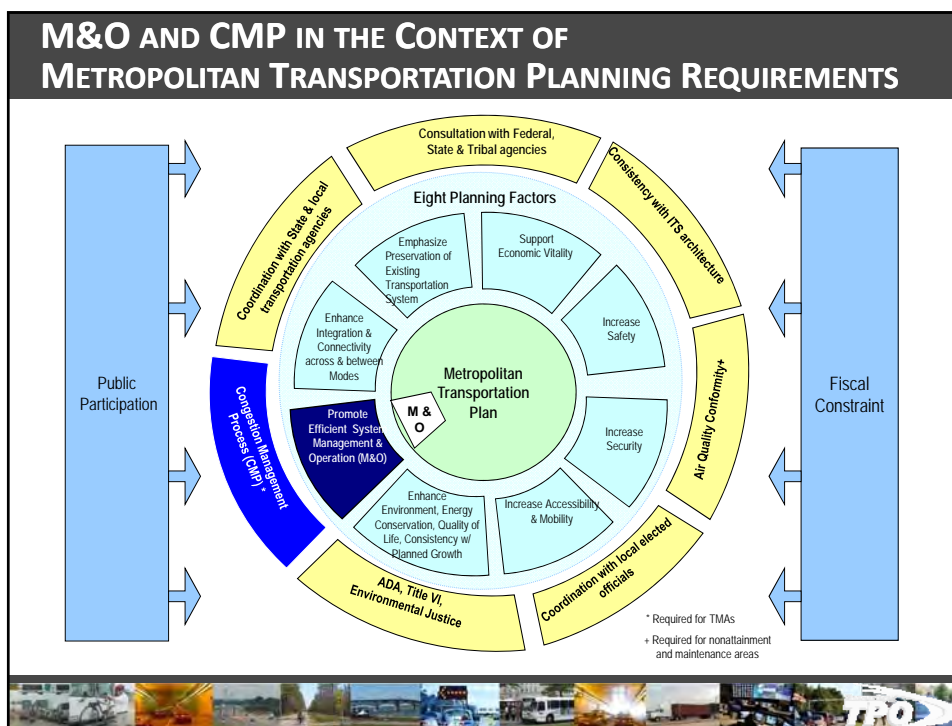 M&O AND CMP IN THE CONTEXT OF
METROPOLITAN TRANSPORTATION PLANNING REQUIREMENTS
Public
Participation
Consultation with Federal,
State & Tribal agencies
Coordination with State & local
transportation agencies
Consistency with ITS architecture
Eight Planning Factors
Emphasize
Preservation of
Existing
Transportation
System
Support
Economic Vitality
Enhance
Integration &
Connectivity
across & between
Modes
Increase
Safety
Metropolitan
Transportation
Plan
M &
O
Promote
Efficient System
Management &
Operation (M&O)
Increase
Security
Congestion Management
Process (CMP) *
Air Quality Conformity+
Enhance
Environment, Energy
Conservation, Quality of
Life, Consistency w/
Planned Growth
Increase Accessibility
& Mobility
ADA, Title VI,
Environmental Justice
Coordination with local elected
officials
Fiscal
Constraint
* Required for TMAs
+ Required for nonattainment
and maintenance areas
TPO